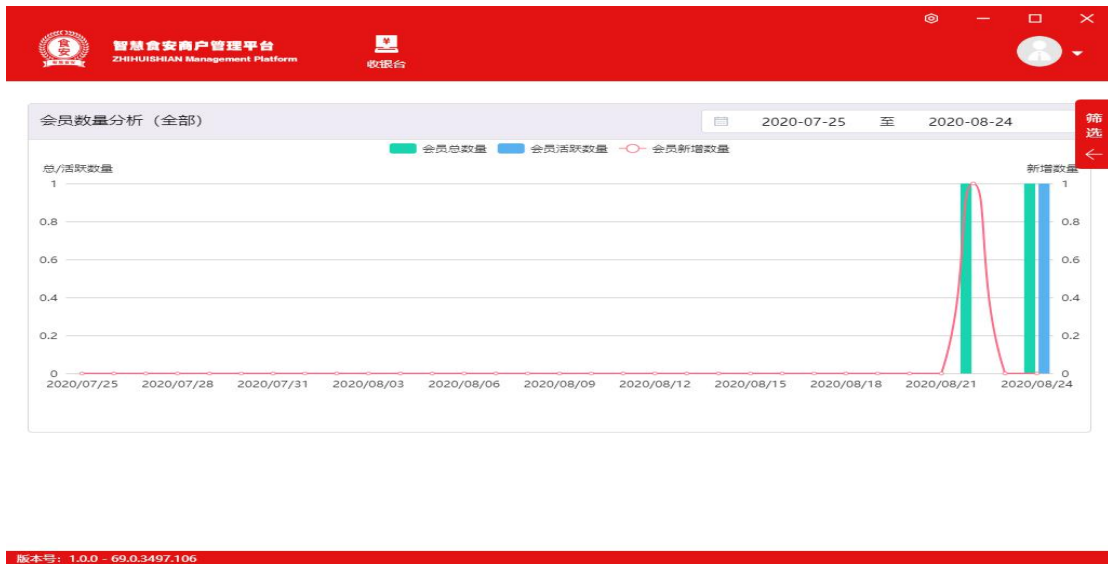 食安
智慧食安商户管理平台
ZHIHUISHIAN Management Platform
¥
收银台
会员数量分析（全部）
2020-07-25 至 2020-08-24
筛选
会员总数量 会员活跃数量 会员新增数量
总/活跃数量 新增数量
1 1
0.8 0.8
0.6 0.6
0.4 0.4
0.2 0.2
0 0
2020/07/25 2020/07/28 2020/07/31 2020/08/03 2020/08/06 2020/08/09 2020/08/12 2020/08/15 2020/08/18 2020/08/21 2020/08/24
版本号：1.0.0 - 69.0.3497.106